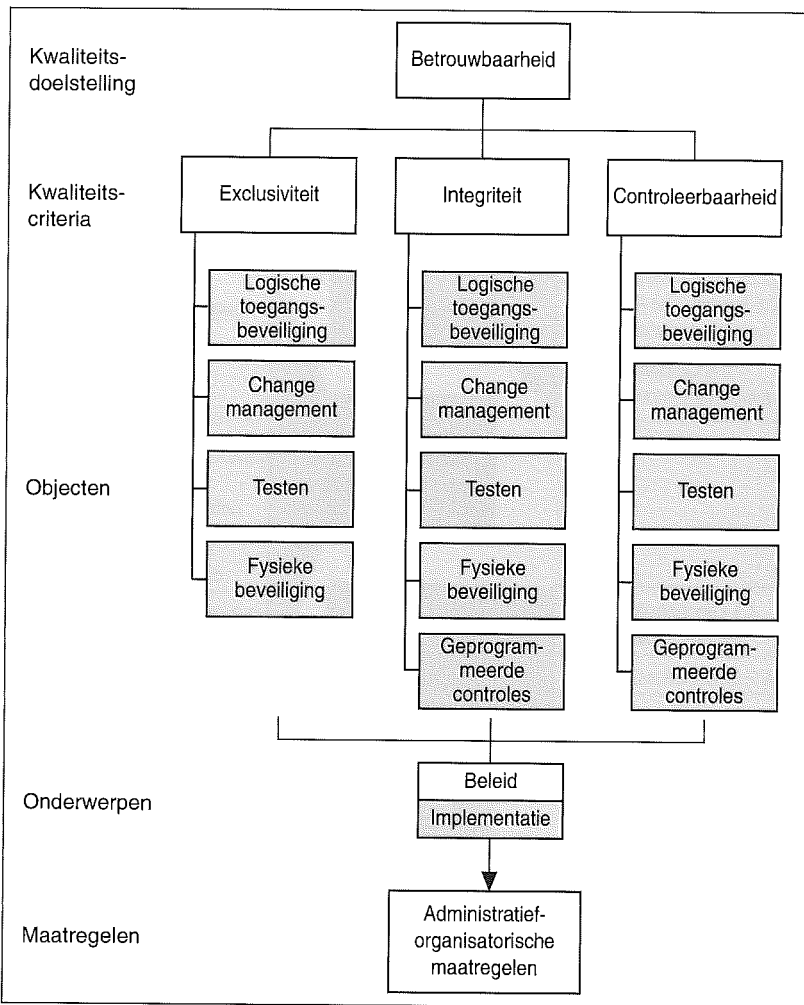 Kwaliteits-
doelstelling
Betrouwbaarheid
Kwaliteits-
criteria
Exclusiviteit
Integriteit
Controleerbaarheid
Objecten
Logische
toegangs-
beveiliging
Change
management
Testen
Fysieke
beveiliging
Logische
toegangs-
beveiliging
Change
management
Testen
Fysieke
beveiliging
Geprogram-
meerde
controles
Logische
toegangs-
beveiliging
Change
management
Testen
Fysieke
beveiliging
Geprogram-
meerde
controles
Onderwerpen
Beleid
Implementatie
Maatregelen
Administratief-
organisatorische
maatregelen